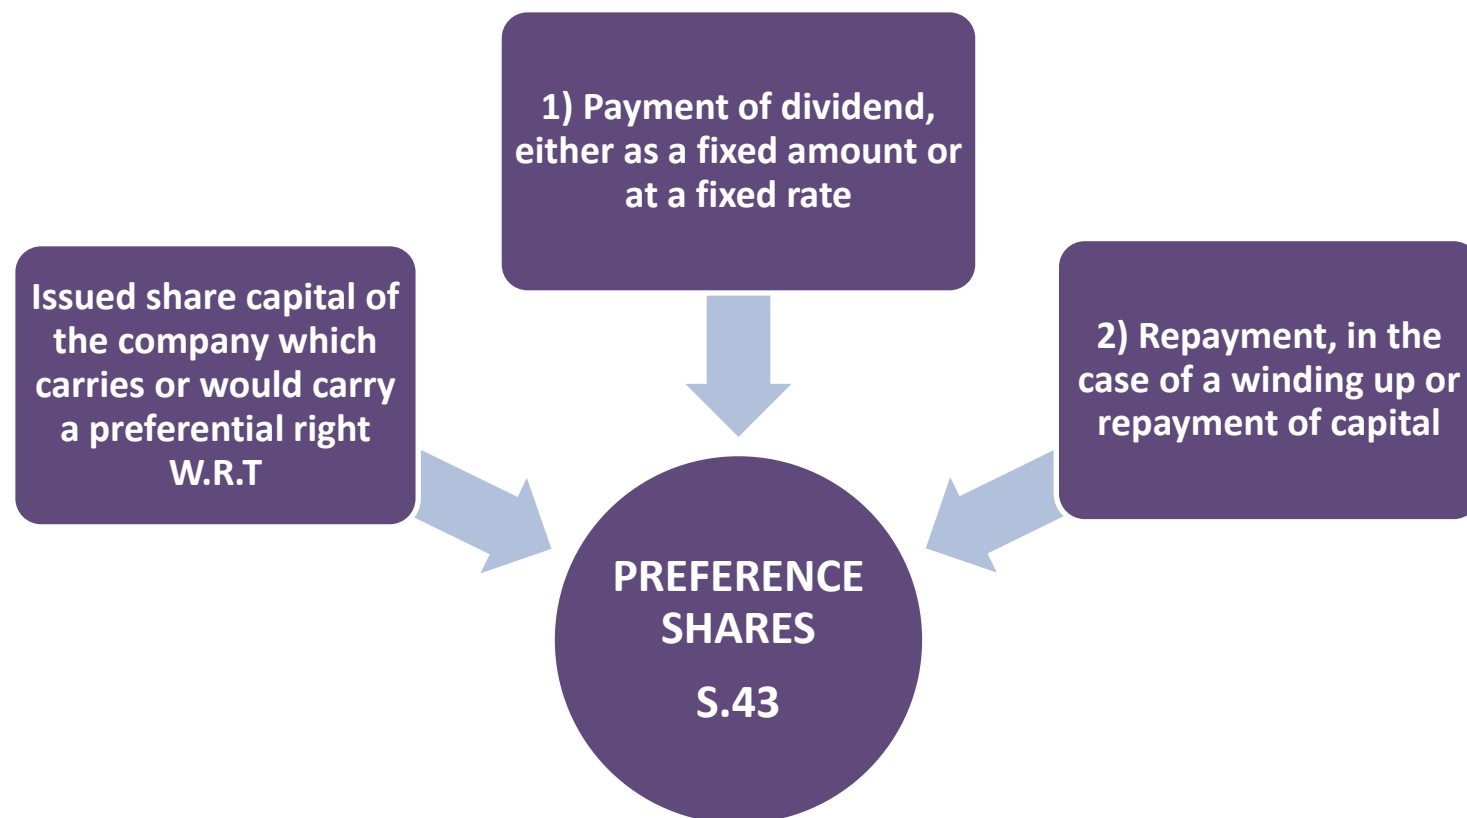 Issued share capital of
the company which
carries or would carry
a preferential right
W.R.T
1) Payment of dividend,
either as a fixed amount or
at a fixed rate
2) Repayment, in the
case of a winding up or
repayment of capital
PREFERENCE
SHARES
S.43